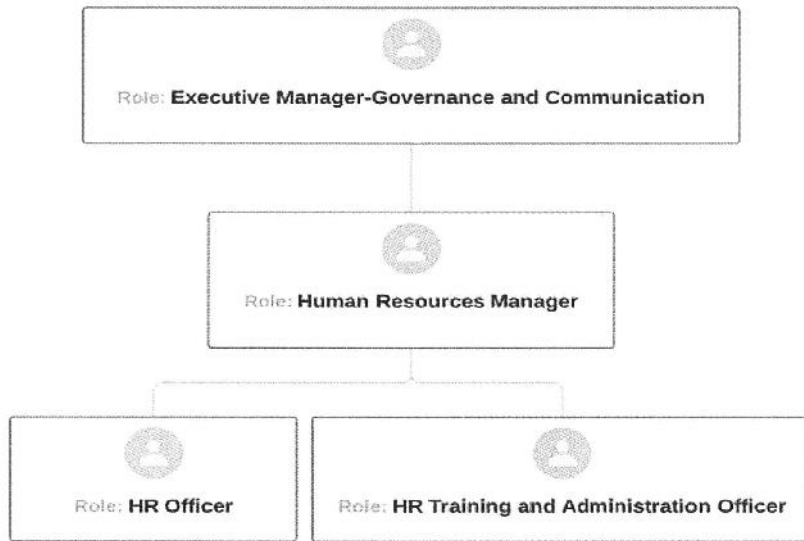 Role: Executive Manager-Governance and Communication
Role: Human Resources Manager
Role: HR Officer
Role: HR Training and Administration Officer